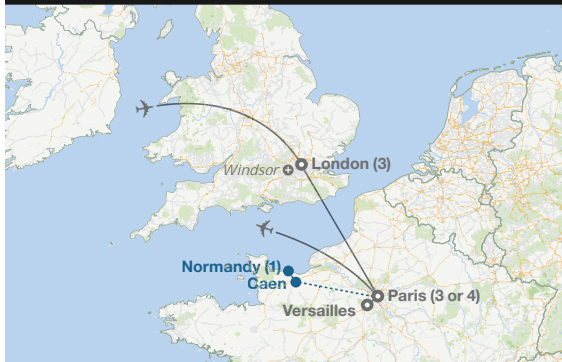 London (3)
Windsor
Normandy (1)
Caen
Paris (3 or 4)
Versailles